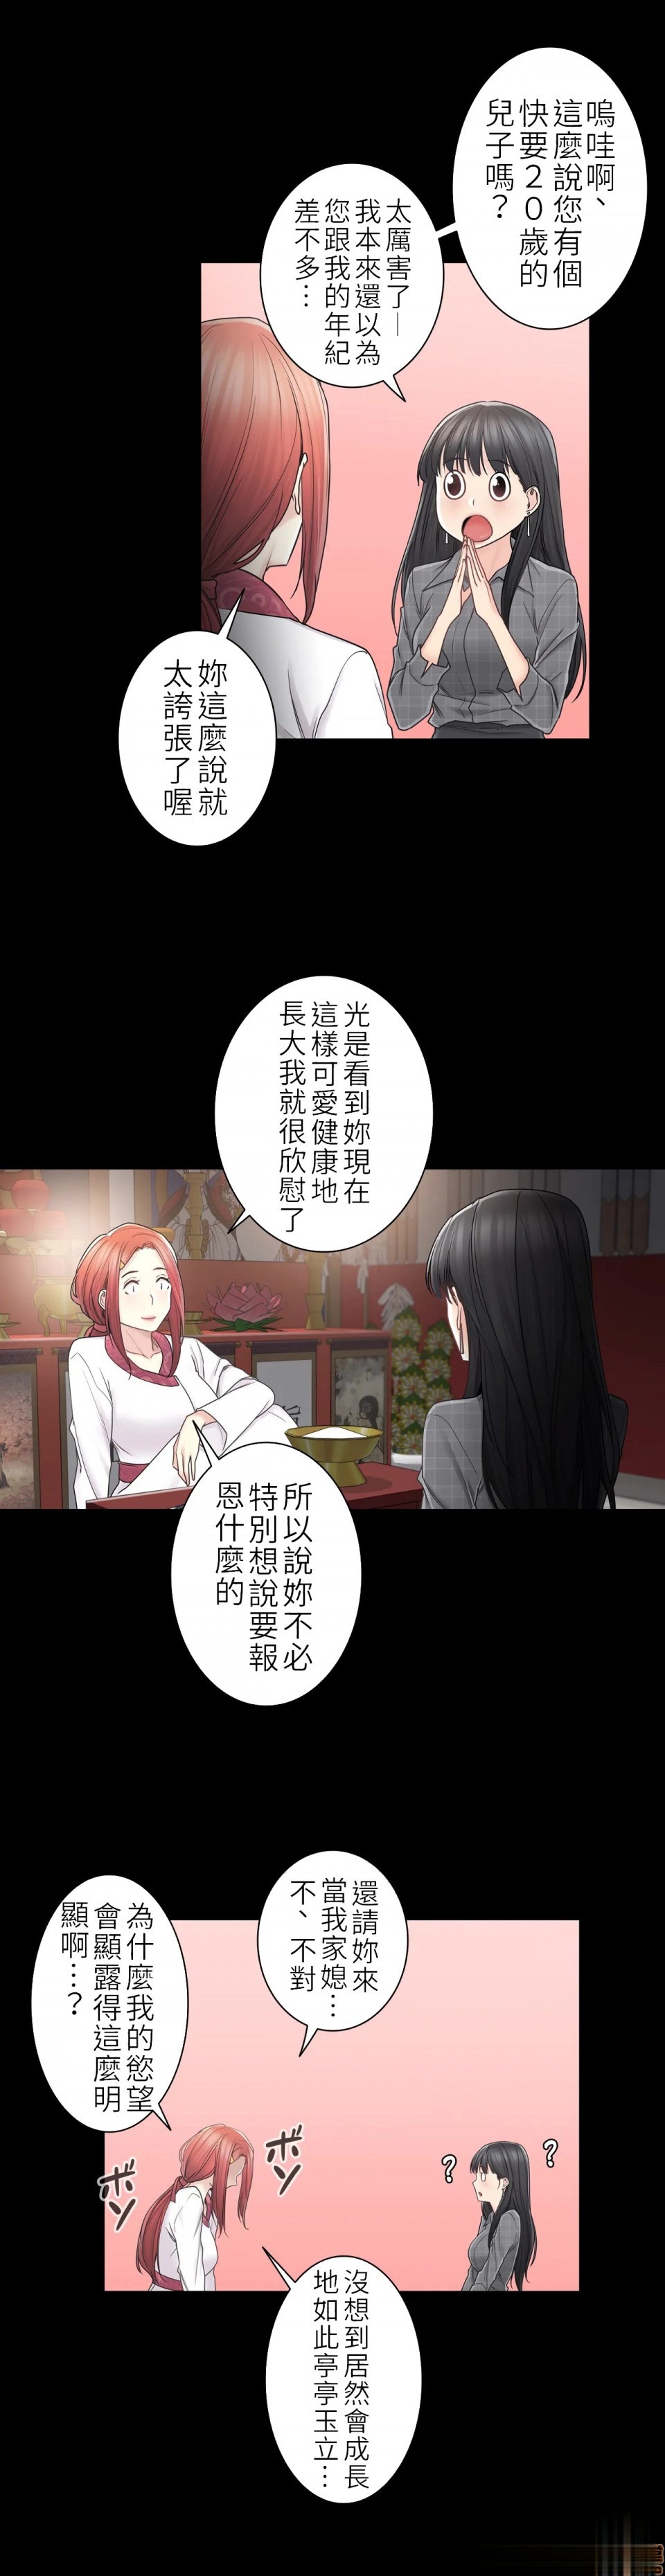 嗚哇啊、
這麼說您有個
快要20歲的
兒子嗎？
太厲害了—
我本來還以為
您跟我的年紀
差不多…
妳這麼說就
太誇張了喔
光是看到妳現在
這樣可愛健康地
長大我就很欣慰了
所以說妳不必
特別想說要報
恩什麼的
還請妳來
當我家媳…
不、不對
為什麼我的慾望
會顯露得這麼明
顯啊…？
ボソ
ボソ
?
?
沒想到居然會成長
地如此亭亭玉立…